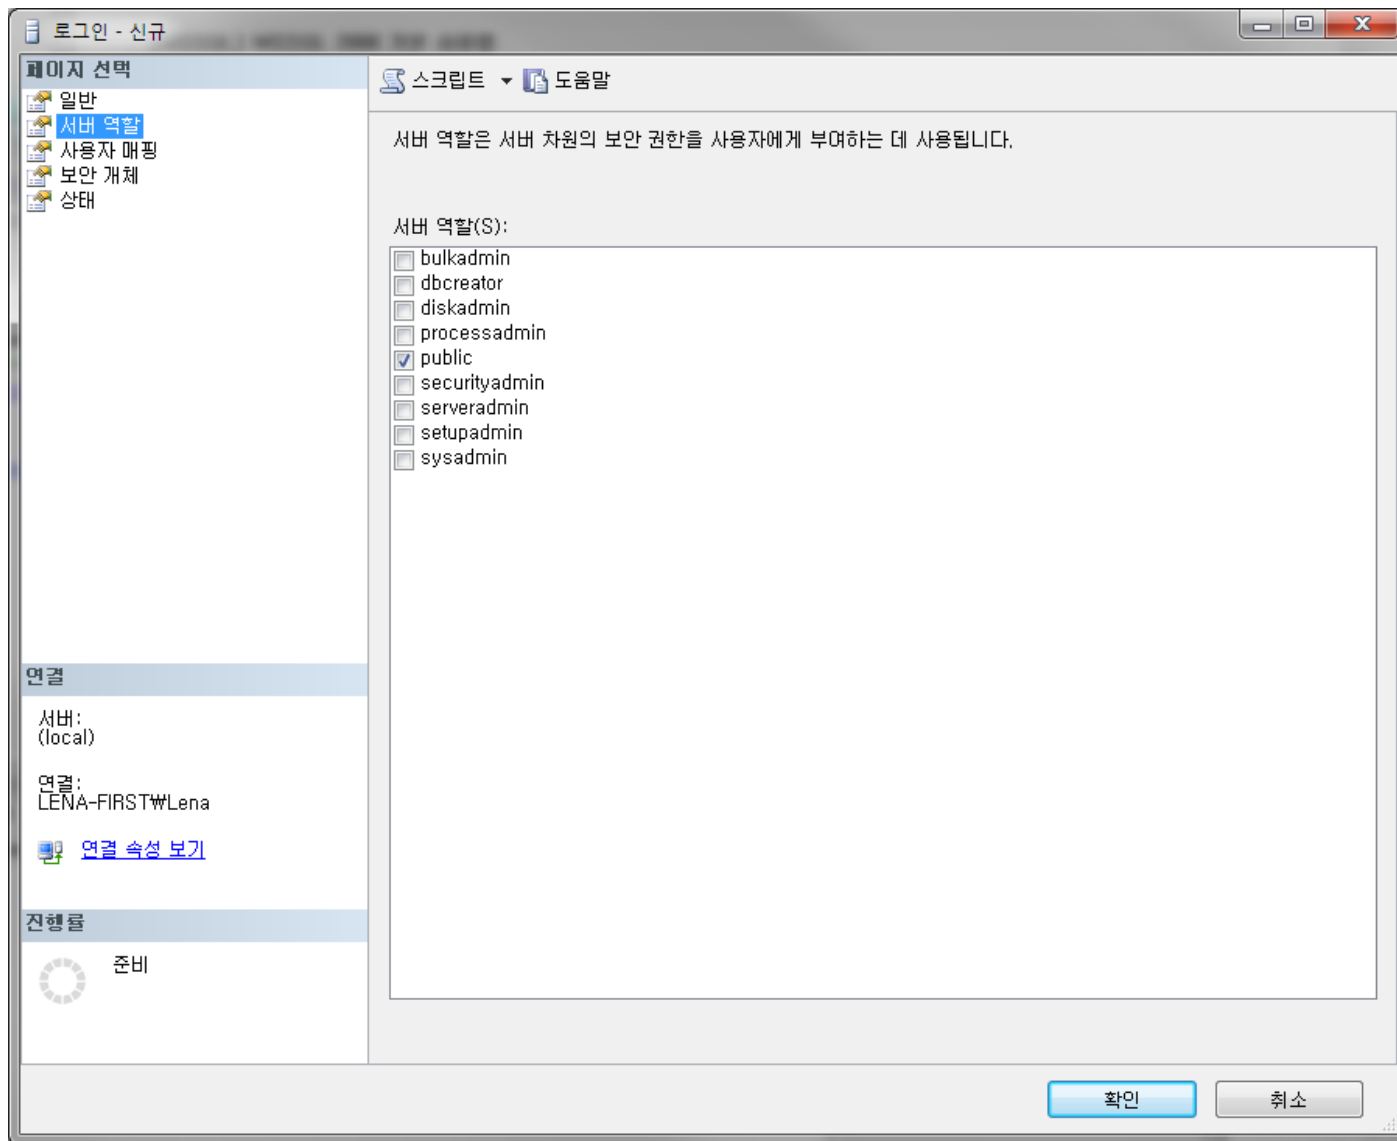 로그인 - 신규
페이지 선택
일반
서버 역할
사용자 매핑
보안 개체
상태
스크립트
도움말
서버 역할은 서버 차원의 보안 권한을 사용자에게 부여하는 데 사용됩니다.
서버 역할(S):
bulkadmin
dbcreator
diskadmin
processadmin
public
securityadmin
serveradmin
setupadmin
sysadmin
연결
서버:
(local)
연결:
LENA-FIRST₩Lena
연결 속성 보기
진행률
준비
확인
취소